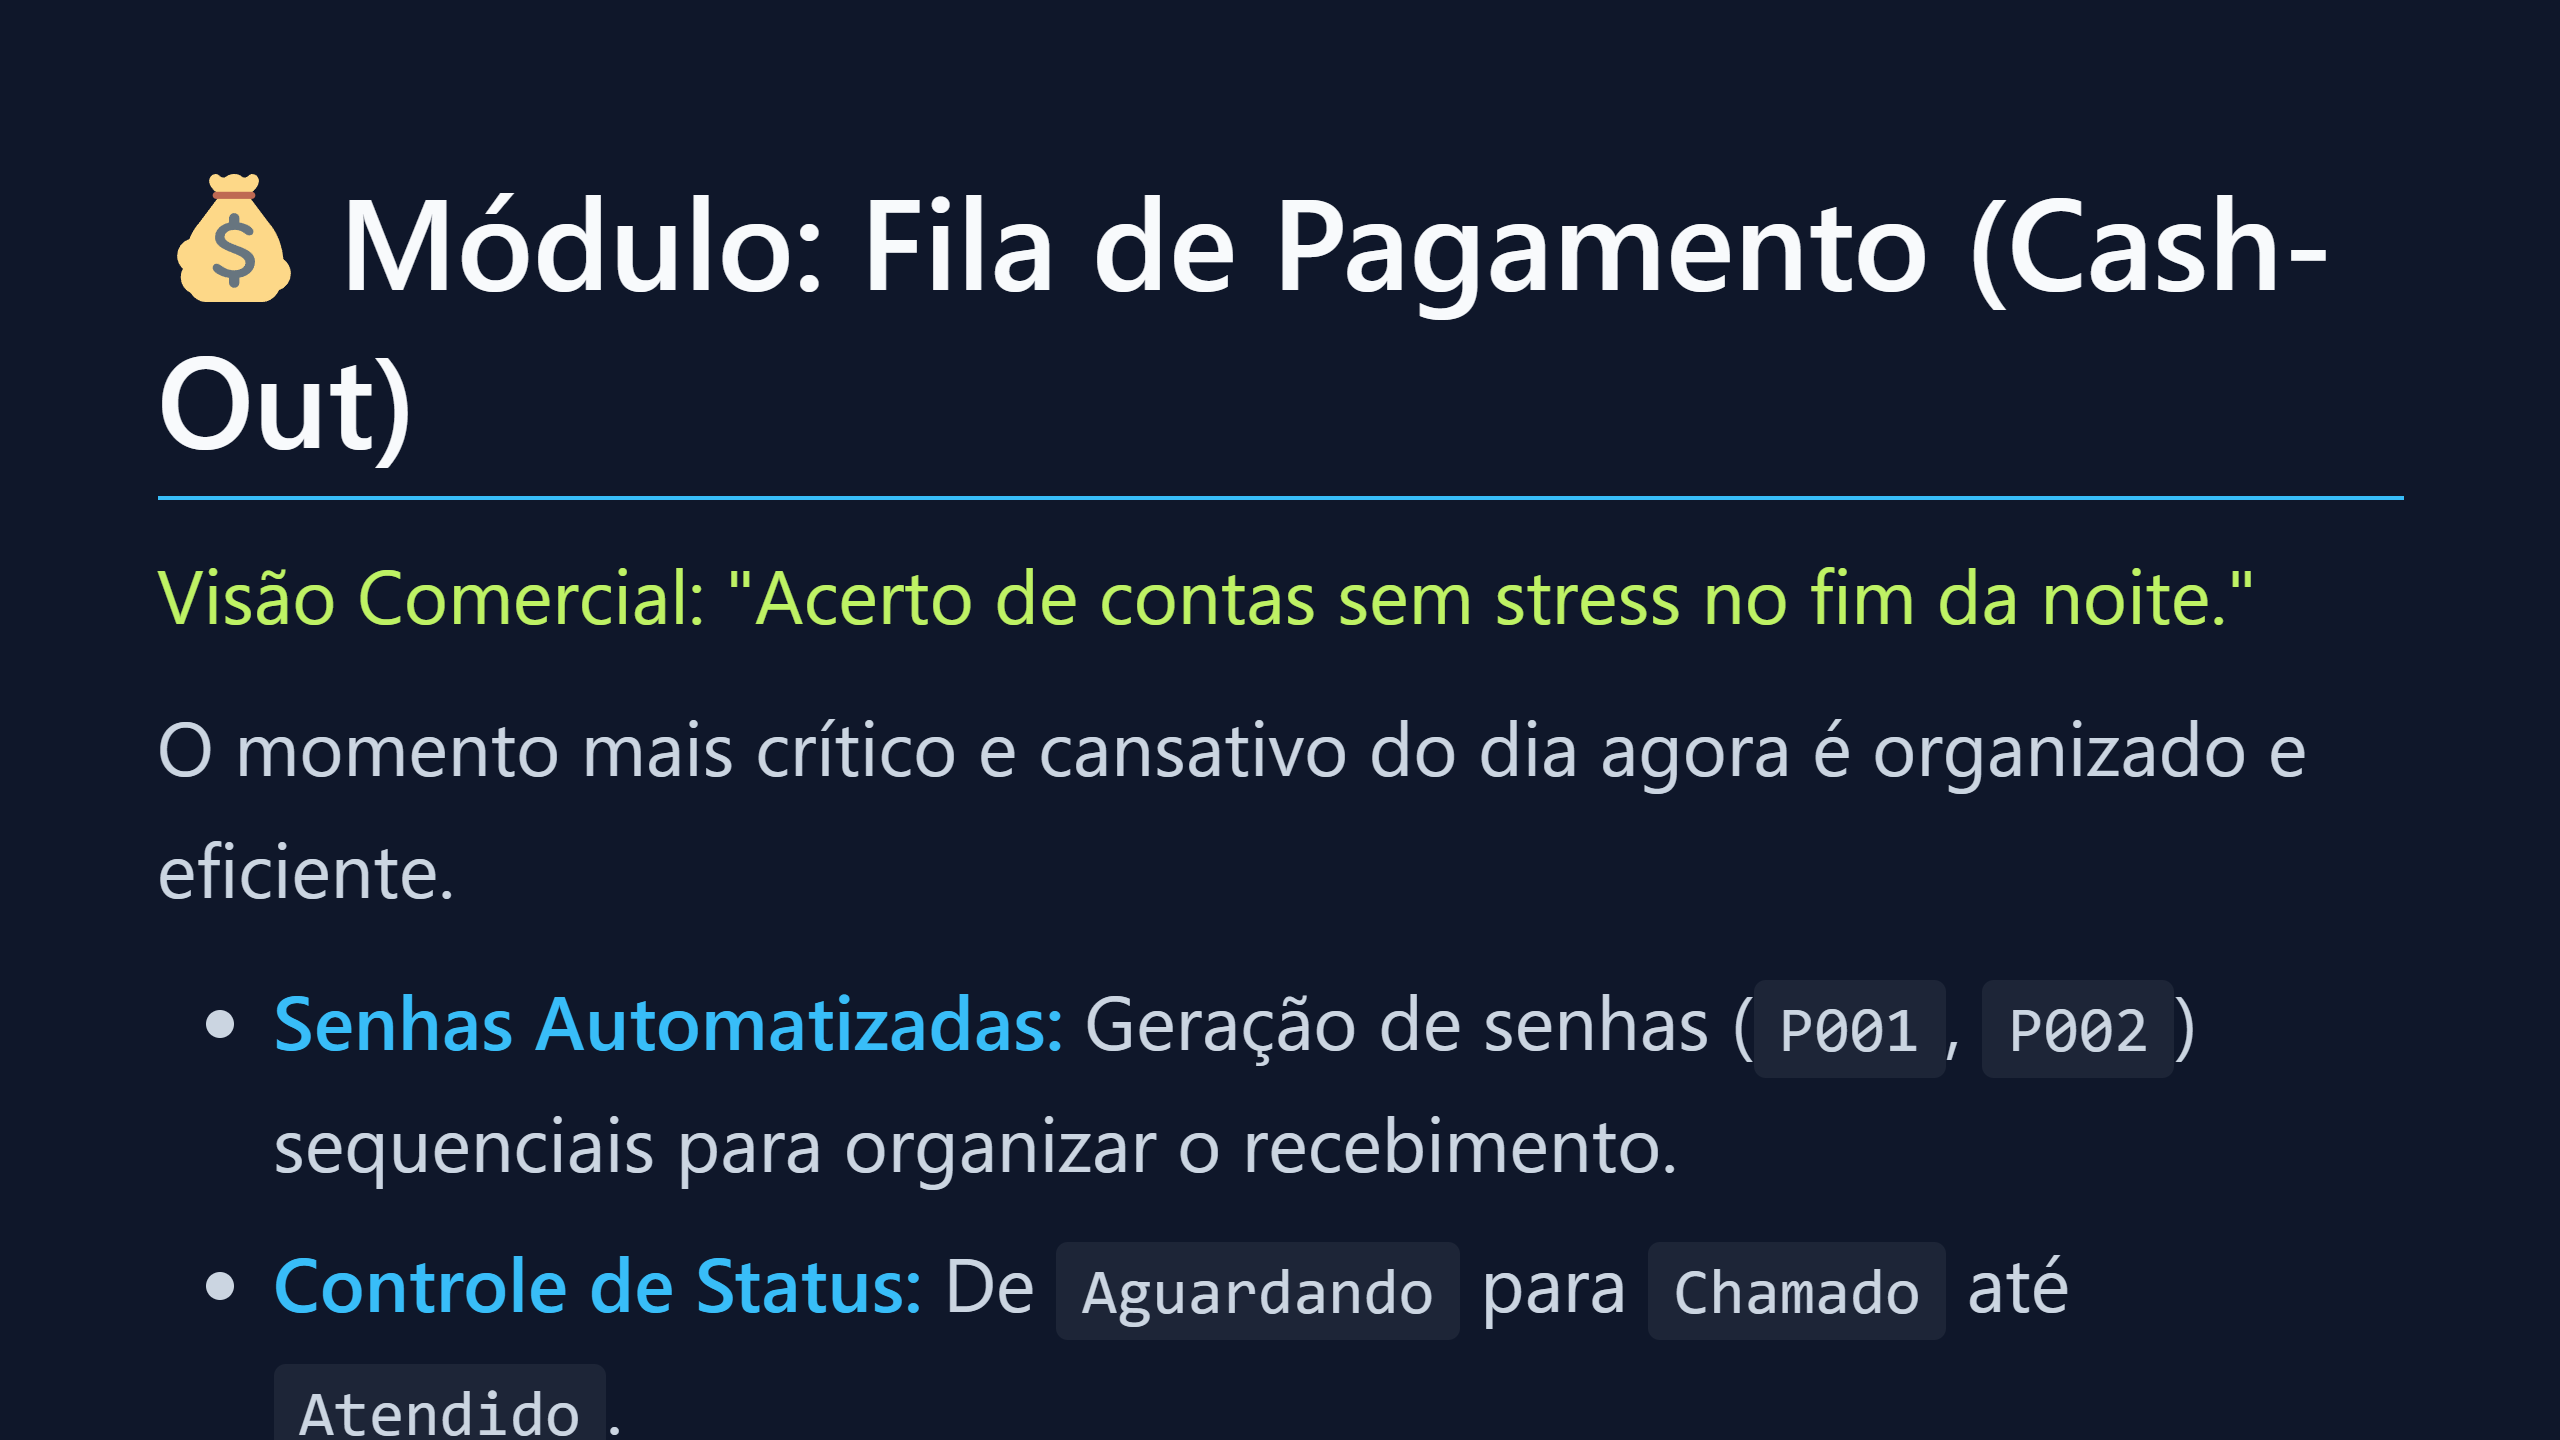 Módulo: Fila de Pagamento (Cash-
Out)
Visão Comercial: "Acerto de contas sem stress no fim da noite."
O momento mais crítico e cansativo do dia agora é organizado e
eficiente.
• Senhas Automatizadas: Geração de senhas ( P001 , P002 )
sequenciais para organizar o recebimento.
• Controle de Status: De Aguardando para Chamado até
Atendido .